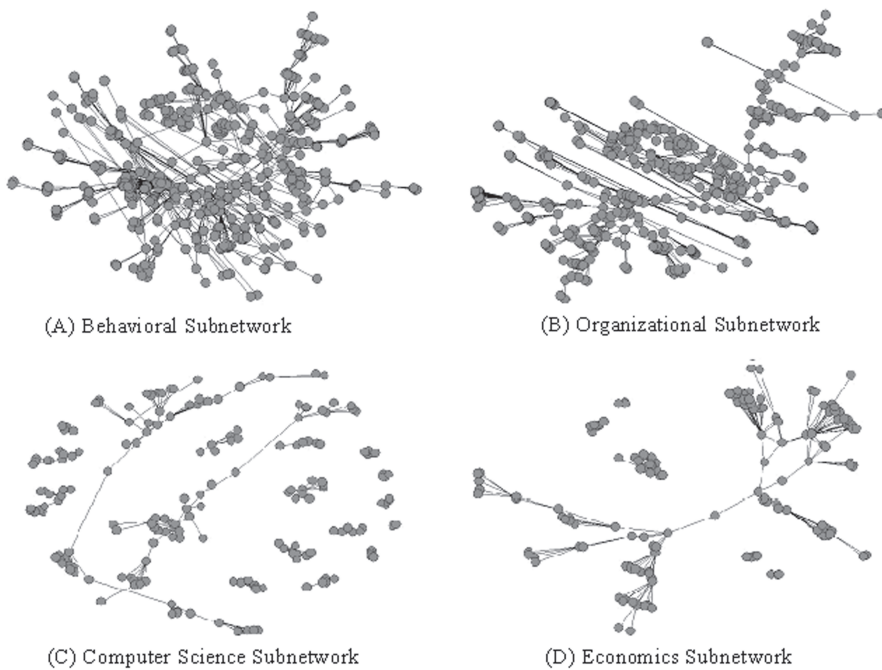 (A) Behavioral Subnetwork
(B) Organizational Subnetwork
(C) Computer Science Subnetwork
(D) Economics Subnetwork